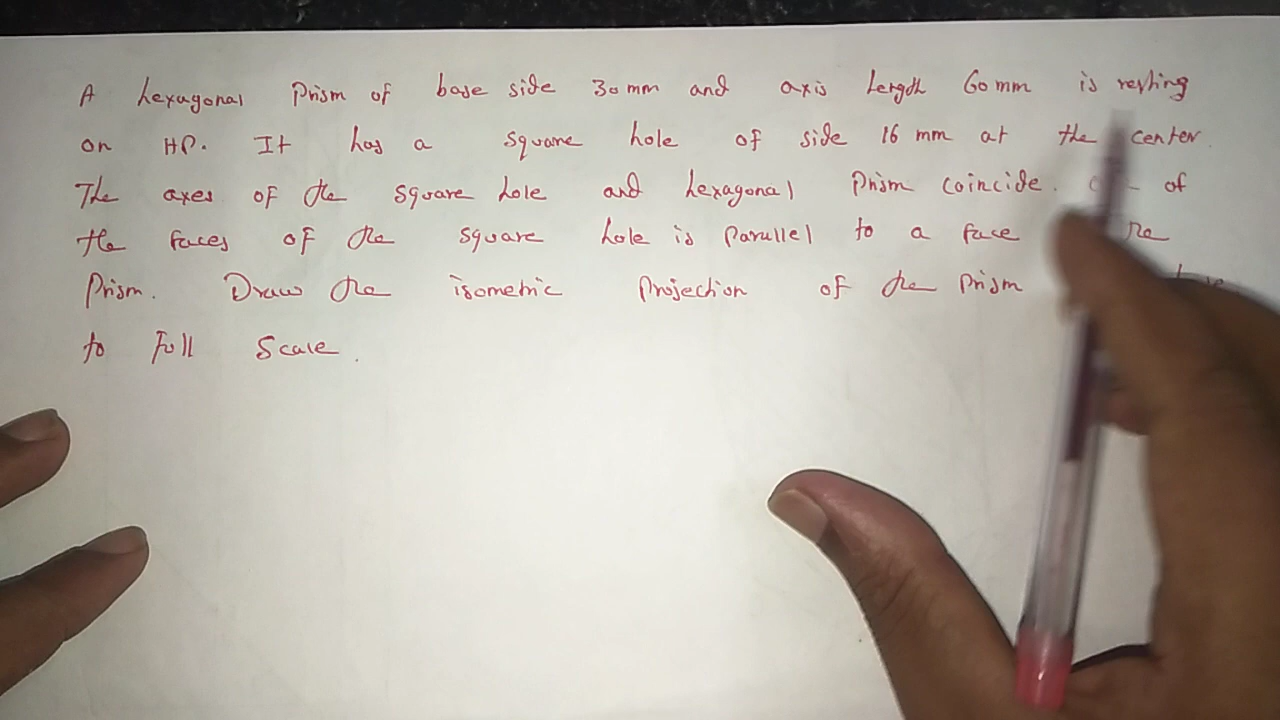 A hexagonal Prism of base side 30 mm and axis Length 60 mm is resting
on HP. It has a square hole of side 16 mm at the center.
The axes of the square hole and hexagonal Prism coincide. of
the faces of the square hole is parallel to a face the
Prism. Draw the isometric Projection of the Prism
to Full Scale.